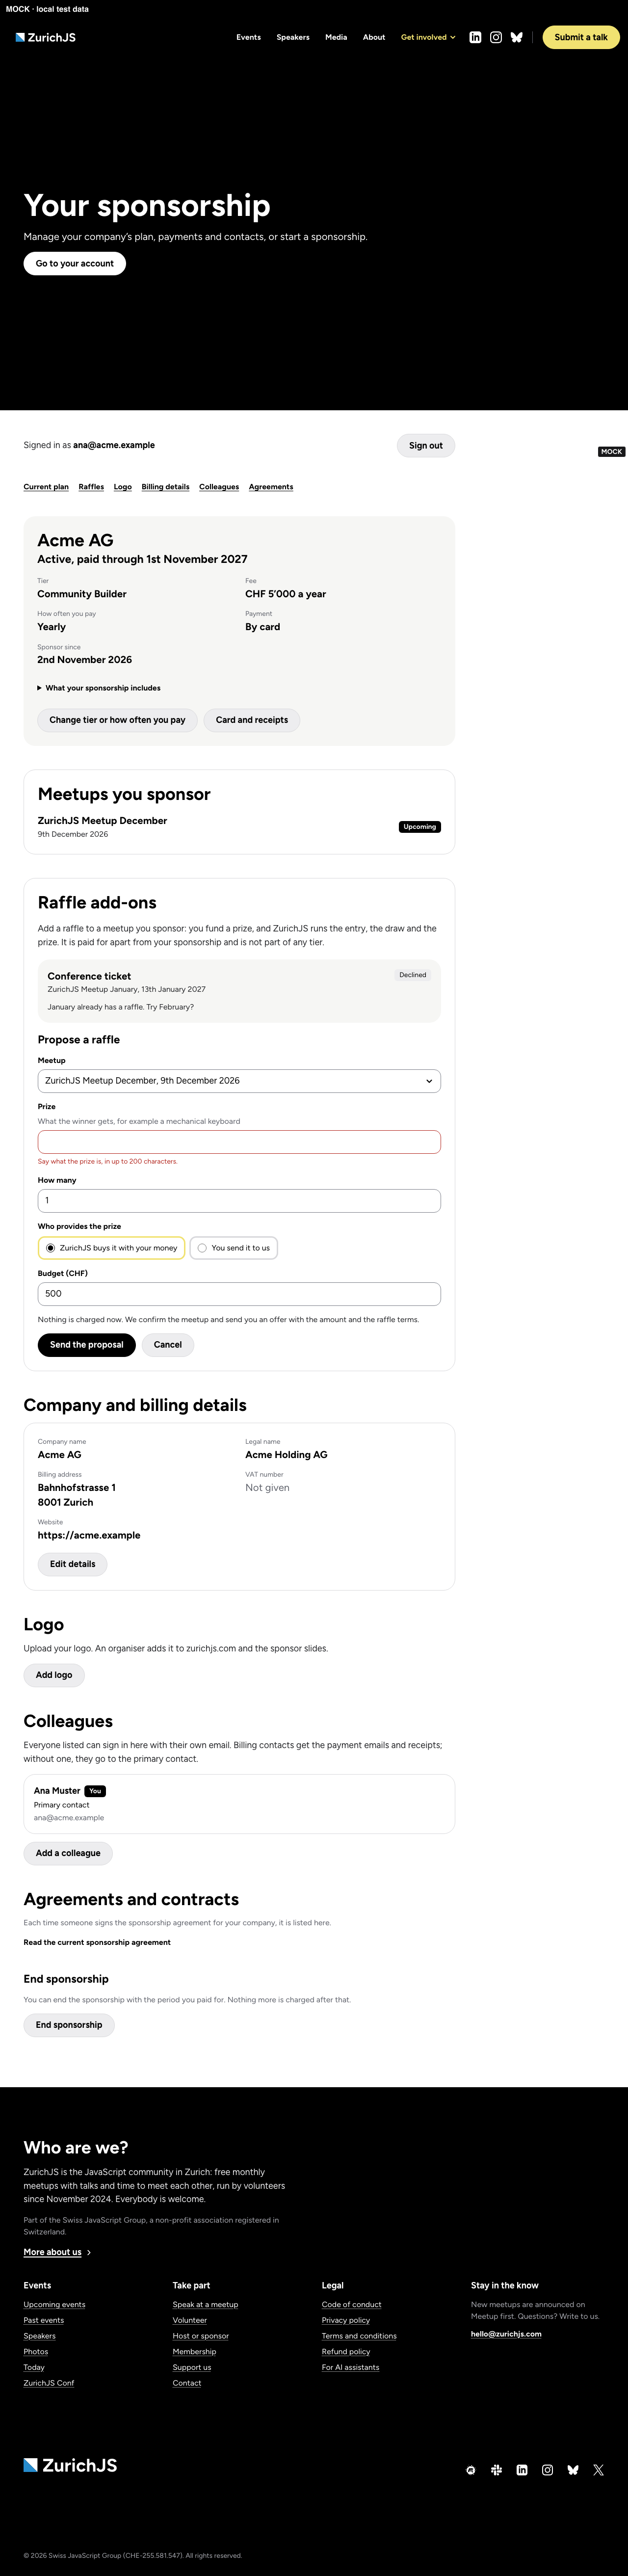 MOCK · local test data
ZurichJS
Events
Speakers
Media
About
Get involved
Submit a talk
Your sponsorship
Manage your company’s plan, payments and contacts, or start a sponsorship.
Go to your account
Signed in as ana@acme.example
Sign out
MOCK
Current plan
Raffles
Logo
Billing details
Colleagues
Agreements
Acme AG
Active, paid through 1st November 2027
Tier
Community Builder
Fee
CHF 5’000 a year
How often you pay
Yearly
Payment
By card
Sponsor since
2nd November 2026
What your sponsorship includes
Change tier or how often you pay
Card and receipts
Meetups you sponsor
ZurichJS Meetup December
9th December 2026
Upcoming
Raffle add-ons
Add a raffle to a meetup you sponsor: you fund a prize, and ZurichJS runs the entry, the draw and the
prize. It is paid for apart from your sponsorship and is not part of any tier.
Conference ticket
Declined
ZurichJS Meetup January, 13th January 2027
January already has a raffle. Try February?
Propose a raffle
Meetup
ZurichJS Meetup December, 9th December 2026
Prize
What the winner gets, for example a mechanical keyboard
Say what the prize is, in up to 200 characters.
How many
1
Who provides the prize
ZurichJS buys it with your money
You send it to us
Budget (CHF)
500
Nothing is charged now. We confirm the meetup and send you an offer with the amount and the raffle terms.
Send the proposal
Cancel
Company and billing details
Company name
Acme AG
Legal name
Acme Holding AG
Billing address
Bahnhofstrasse 1
8001 Zurich
VAT number
Not given
Website
https://acme.example
Edit details
Logo
Upload your logo. An organiser adds it to zurichjs.com and the sponsor slides.
Add logo
Colleagues
Everyone listed can sign in here with their own email. Billing contacts get the payment emails and receipts;
without one, they go to the primary contact.
Ana Muster
You
Primary contact
ana@acme.example
Add a colleague
Agreements and contracts
Each time someone signs the sponsorship agreement for your company, it is listed here.
Read the current sponsorship agreement
End sponsorship
You can end the sponsorship with the period you paid for. Nothing more is charged after that.
End sponsorship
Who are we?
ZurichJS is the JavaScript community in Zurich: free monthly
meetups with talks and time to meet each other, run by volunteers
since November 2024. Everybody is welcome.
Part of the Swiss JavaScript Group, a non-profit association registered in
Switzerland.
More about us
Events
Upcoming events
Past events
Speakers
Photos
Today
ZurichJS Conf
Take part
Speak at a meetup
Volunteer
Host or sponsor
Membership
Support us
Contact
Legal
Code of conduct
Privacy policy
Terms and conditions
Refund policy
For AI assistants
Stay in the know
New meetups are announced on
Meetup first. Questions? Write to us.
hello@zurichjs.com
ZurichJS
© 2026 Swiss JavaScript Group (CHE-255.581.547). All rights reserved.